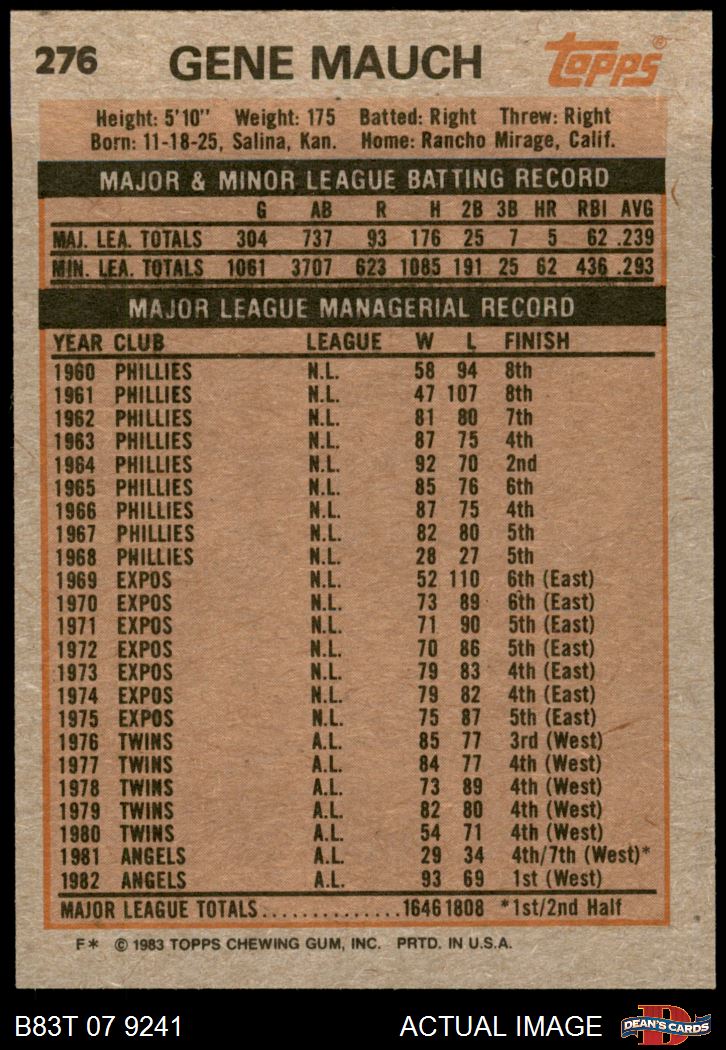 276 GENE MAUCH Topps®
Height: 5'10" Weight: 175 Batted: Right Threw: Right
Born: 11-18-25, Salina, Kan. Home: Rancho Mirage, Calif.
MAJOR & MINOR LEAGUE BATTING RECORD
G AB R H 2B 3B HR RBI AVG
MAJ. LEA. TOTALS 304 737 93 176 25 7 5 62 .239
MIN. LEA. TOTALS 1061 3707 623 1085 191 25 62 436 .293
MAJOR LEAGUE MANAGERIAL RECORD
YEAR CLUB LEAGUE W L FINISH
1960 PHILLIES N.L. 58 94 8th
1961 PHILLIES N.L. 47 107 8th
1962 PHILLIES N.L. 81 80 7th
1963 PHILLIES N.L. 87 75 4th
1964 PHILLIES N.L. 92 70 2nd
1965 PHILLIES N.L. 85 76 6th
1966 PHILLIES N.L. 87 75 4th
1967 PHILLIES N.L. 82 80 5th
1968 PHILLIES N.L. 28 27 5th
1969 EXPOS N.L. 52 110 6th (East)
1970 EXPOS N.L. 73 89 6th (East)
1971 EXPOS N.L. 71 90 5th (East)
1972 EXPOS N.L. 70 86 5th (East)
1973 EXPOS N.L. 79 83 4th (East)
1974 EXPOS N.L. 79 82 4th (East)
1975 EXPOS N.L. 75 87 5th (East)
1976 TWINS A.L. 85 77 3rd (West)
1977 TWINS A.L. 84 77 4th (West)
1978 TWINS A.L. 73 89 4th (West)
1979 TWINS A.L. 82 80 4th (West)
1980 TWINS A.L. 54 71 4th (West)
1981 ANGELS A.L. 29 34 4th/7th (West)*
1982 ANGELS A.L. 93 69 1st (West)
MAJOR LEAGUE TOTALS..............1646 1808 *1st/2nd Half
F* © 1983 TOPPS CHEWING GUM, INC. PRTD. IN U.S.A.
B83T 07 9241 ACTUAL IMAGE D DEAN'S CARDS